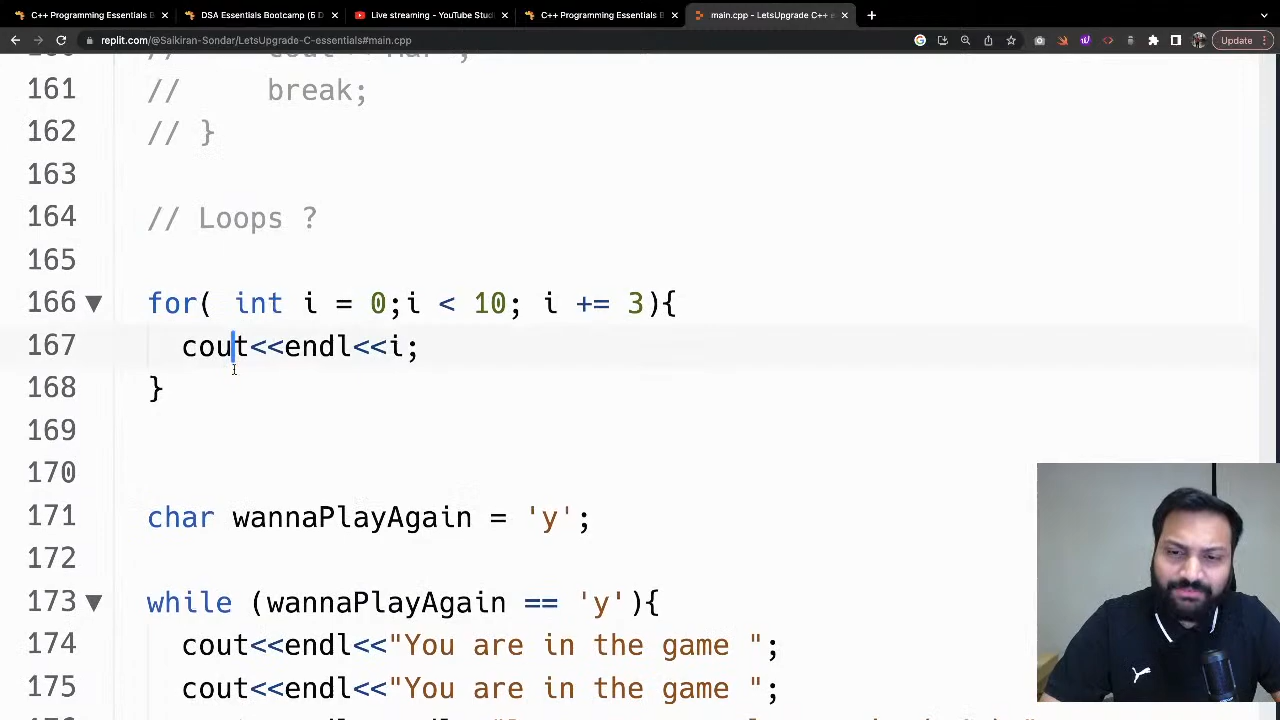 C++ Programming Essentials B
DSA Essentials Bootcamp (5 D
Live streaming - YouTube Stud
C++ Programming Essentials B
main.cpp - LetsUpgrade C++ e
replit.com/@Saikiran-Sondar/LetsUpgrade-C-essentials#main.cpp
Update
161 // break;
162 // }
163
164 // Loops ?
165
166 for( int i = 0;i < 10; i += 3){
167 cout<<endl<<i;
168 }
169
170
171 char wannaPlayAgain = 'y';
172
173 while (wannaPlayAgain == 'y'){
174 cout<<endl<<"You are in the game ";
175 cout<<endl<<"You are in the game ";